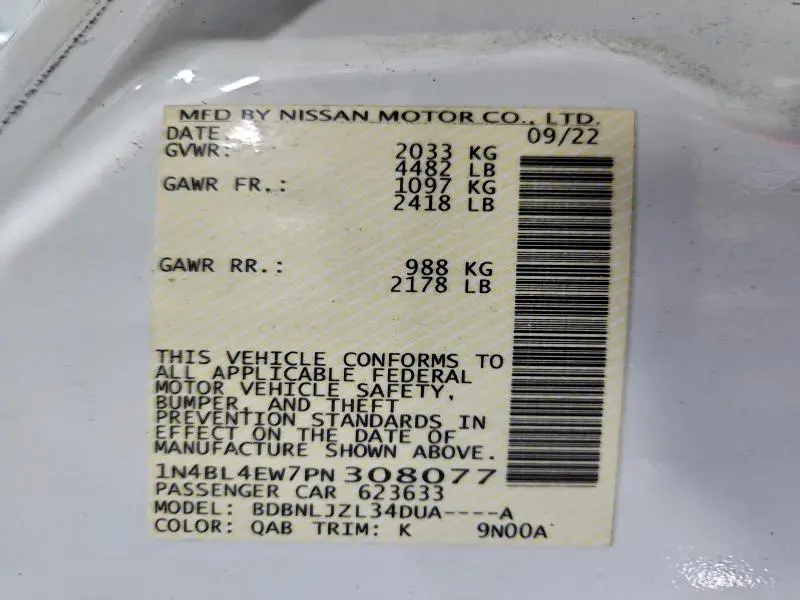 MFD BY NISSAN MOTOR CO., LTD.
DATE 09/22
GVWR: 2033 KG
4482 LB
GAWR FR.: 1097 KG
2418 LB
GAWR RR.: 988 KG
2178 LB
THIS VEHICLE CONFORMS TO
ALL APPLICABLE FEDERAL
MOTOR VEHICLE SAFETY,
BUMPER, AND THEFT
PREVENTION STANDARDS IN
EFFECT ON THE DATE OF
MANUFACTURE SHOWN ABOVE.
1N4BL4EW7PN308077
PASSENGER CAR 623633
MODEL: BDBNLJZL34DUA----A
COLOR: QAB TRIM: K 9N00A